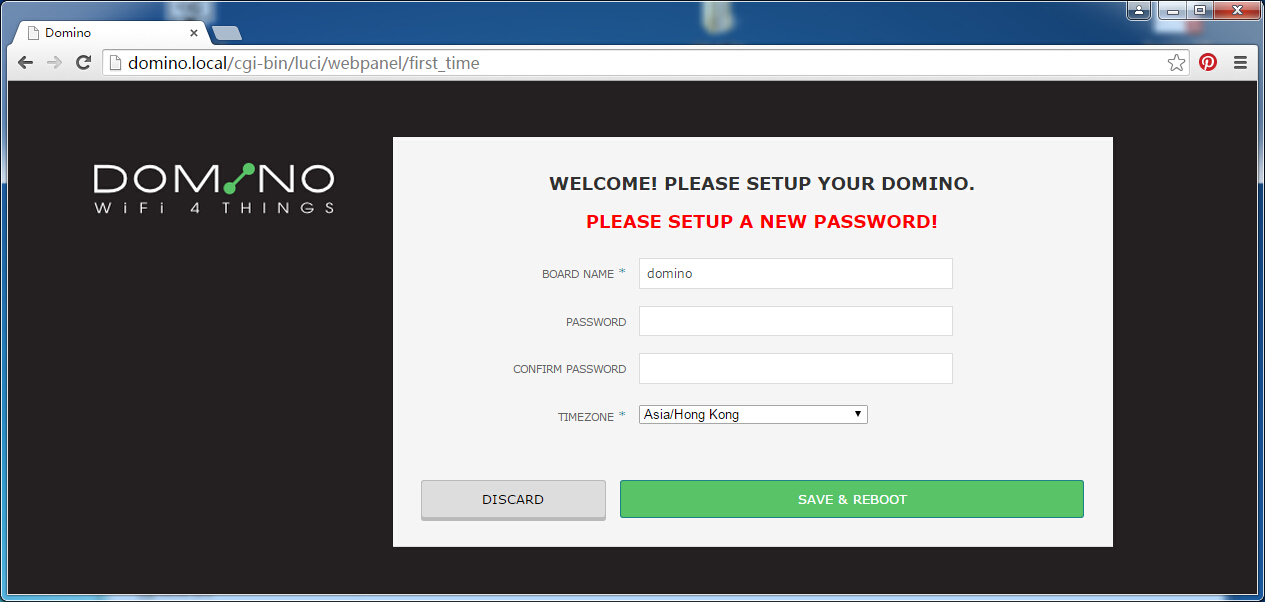 Domino
domino.local/cgi-bin/luci/webpanel/first_time
DOMINO
WiFi 4 THINGS
WELCOME! PLEASE SETUP YOUR DOMINO.
PLEASE SETUP A NEW PASSWORD!
BOARD NAME * domino
PASSWORD
CONFIRM PASSWORD
TIMEZONE * Asia/Hong Kong
DISCARD SAVE & REBOOT